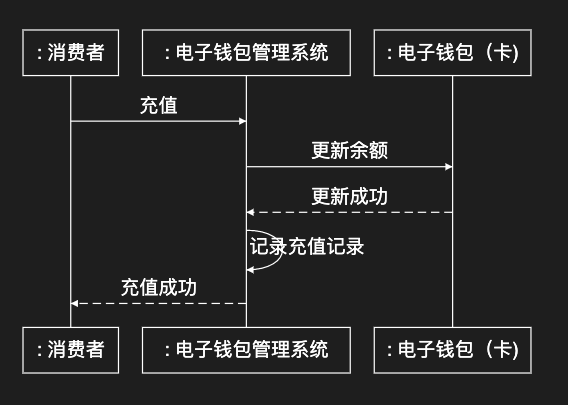 : 消费者
: 电子钱包管理系统
: 电子钱包（卡)
充值
更新余额
更新成功
记录充值记录
充值成功
: 消费者
: 电子钱包管理系统
: 电子钱包（卡)